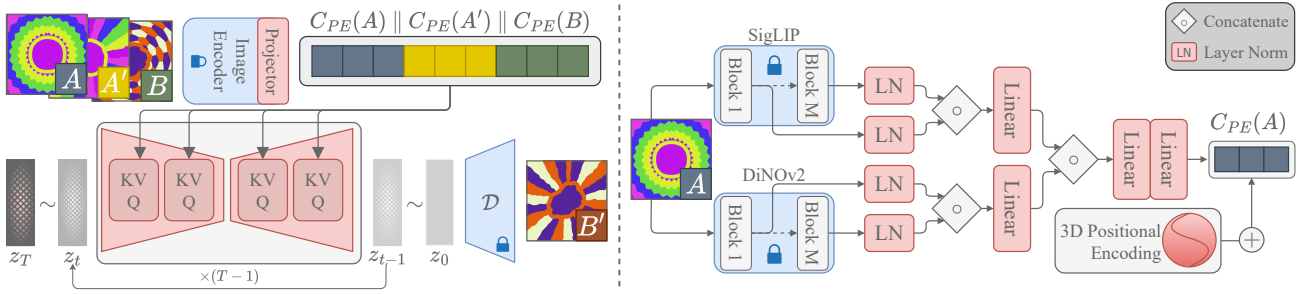 A
A′
B
Image
Encoder
Projector
C_PE(A) ∥ C_PE(A′) ∥ C_PE(B)
KV
Q
KV
Q
KV
Q
KV
Q
z_T
∼
z_t
z_{t−1}
∼
z_0
D
B′
×(T − 1)
A
SigLIP
Block 1
Block M
DiNOv2
Block 1
Block M
LN
LN
LN
LN
Linear
Linear
Linear
Linear
C_PE(A)
3D Positional
Encoding
Concatenate
LN
Layer Norm